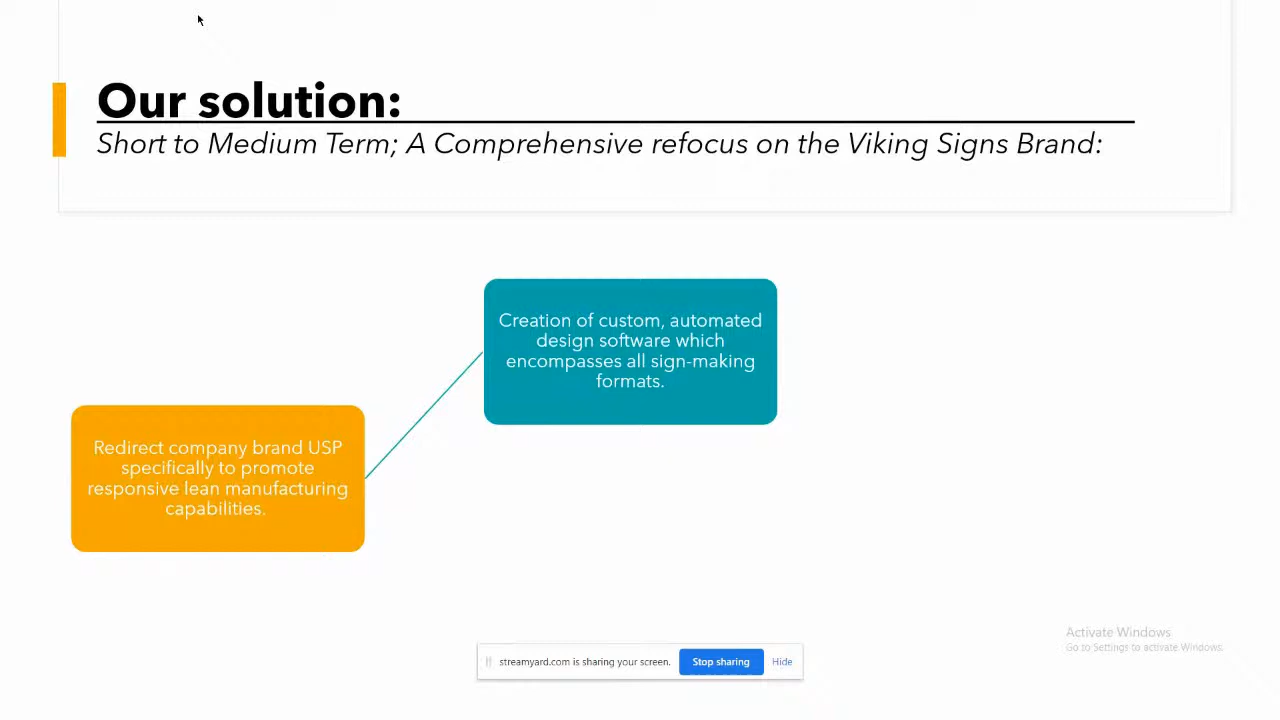 Our solution:
Short to Medium Term; A Comprehensive refocus on the Viking Signs Brand:
Creation of custom, automated
design software which
encompasses all sign-making
formats.
Redirect company brand USP
specifically to promote
responsive lean manufacturing
capabilities.
streamyard.com is sharing your screen.
Stop sharing
Hide
Activate Windows
Go to Settings to activate Windows.